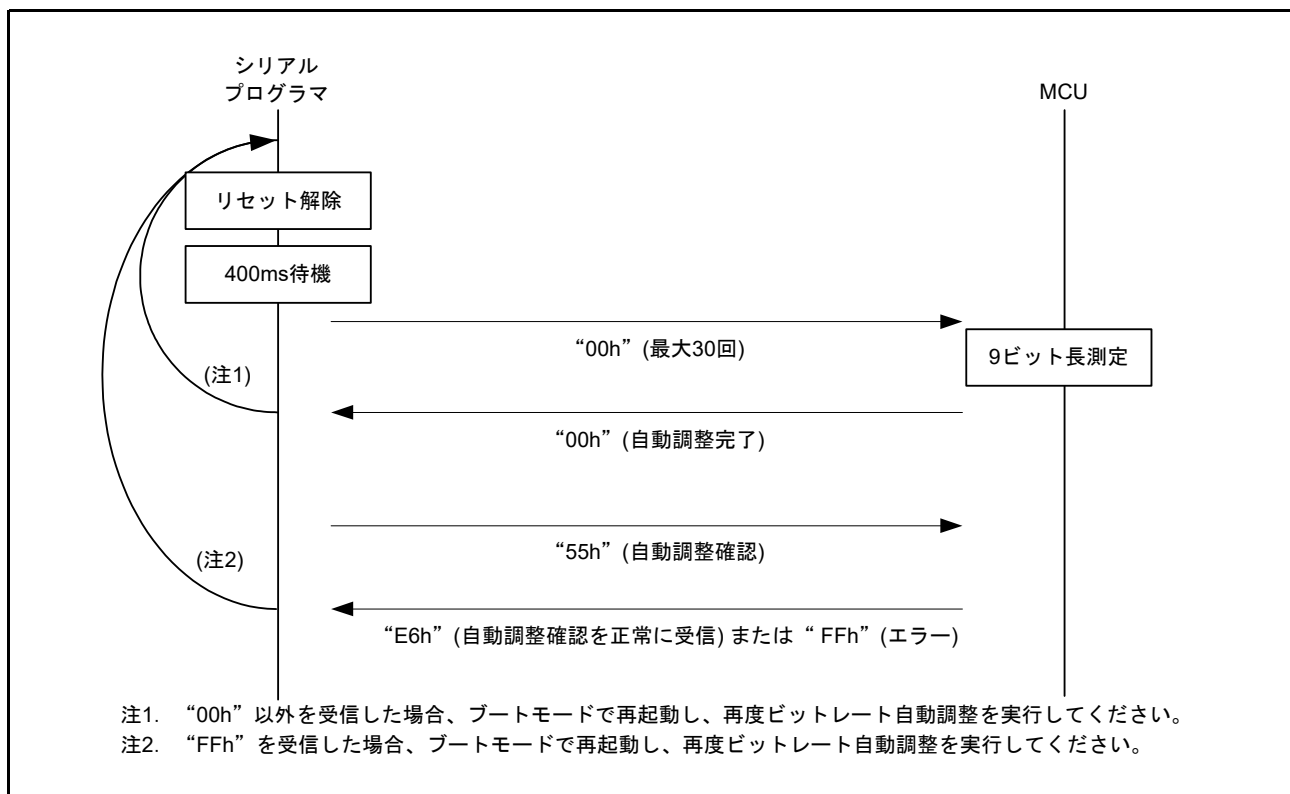 シリアル
プログラマ
MCU
リセット解除
400ms待機
“00h” (最大30回)
9ビット長測定
(注1)
“00h” (自動調整完了)
“55h” (自動調整確認)
(注2)
“E6h” (自動調整確認を正常に受信) または “ FFh” (エラー)
注1. “00h” 以外を受信した場合、ブートモードで再起動し、再度ビットレート自動調整を実行してください。
注2. “FFh” を受信した場合、ブートモードで再起動し、再度ビットレート自動調整を実行してください。